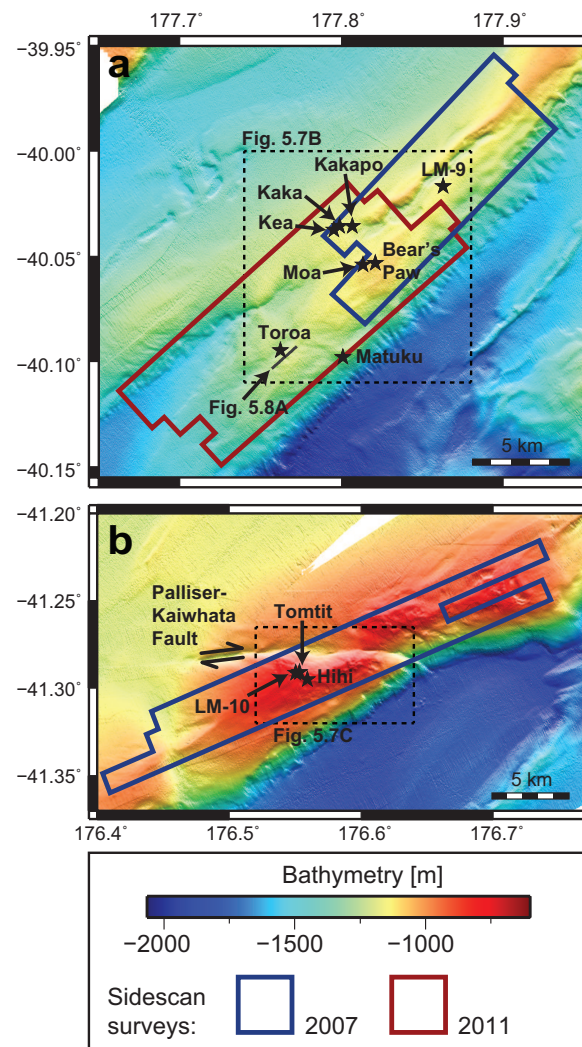 177.7˚ 177.8˚ 177.9˚
−39.95˚
a
Fig. 5.7B
−40.00˚
Kakapo
LM-9
Kaka
Kea
−40.05˚
Moa
Bear's
Paw
Toroa
−40.10˚
Matuku
Fig. 5.8A
5 km
−40.15˚
−41.20˚
b
Palliser-
Kaiwhata
Fault
−41.25˚
Tomtit
−41.30˚
Hihi
LM-10
Fig. 5.7C
−41.35˚
5 km
176.4˚ 176.5˚ 176.6˚ 176.7˚
Bathymetry [m]
−2000 −1500 −1000
Sidescan
surveys: 2007 2011